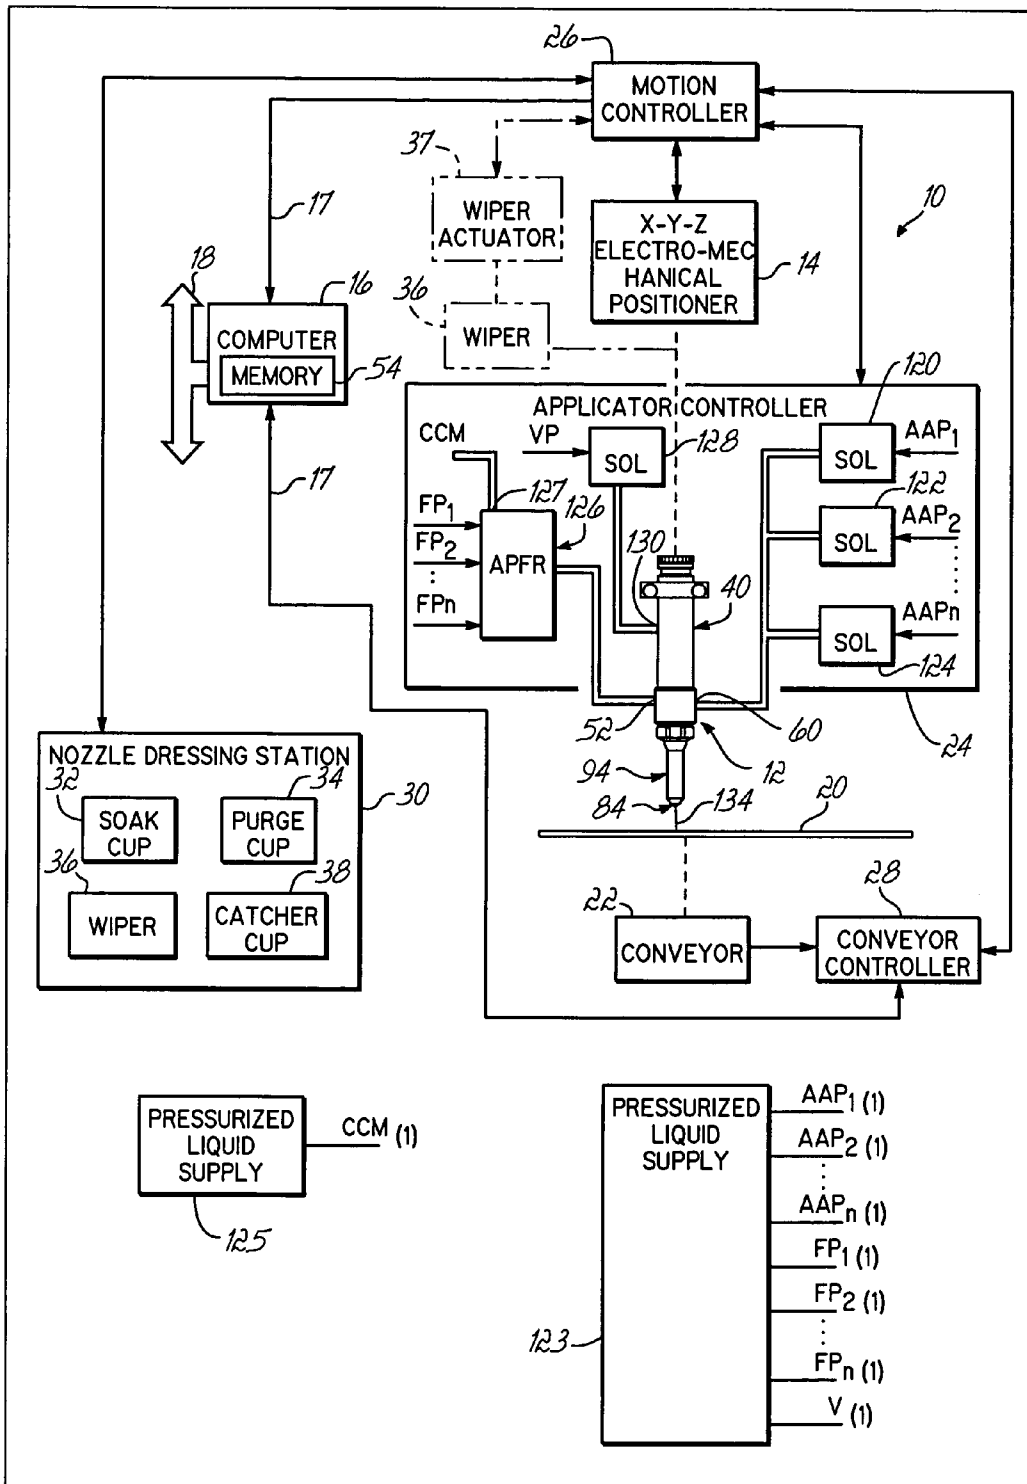 26
MOTION
CONTROLLER
37
WIPER
ACTUATOR
17
10
X-Y-Z
ELECTRO-MEC
HANICAL
POSITIONER
14
18
16
36
WIPER
COMPUTER
MEMORY
54
120
APPLICATOR CONTROLLER
CCM
VP
SOL
128
SOL
AAP1
17
127
126
122
FP1
AAP2
SOL
FP2
APFR
130
40
FPn
AAPn
SOL
124
52
60
24
NOZZLE DRESSING STATION
32
34
30
94
12
SOAK
CUP
PURGE
CUP
84
134
20
36
38
WIPER
CATCHER
CUP
22
28
CONVEYOR
CONVEYOR
CONTROLLER
PRESSURIZED
LIQUID
SUPPLY
CCM (1)
125
PRESSURIZED
LIQUID
SUPPLY
AAP1 (1)
AAP2 (1)
AAPn (1)
FP1 (1)
FP2 (1)
123
FPn (1)
V (1)